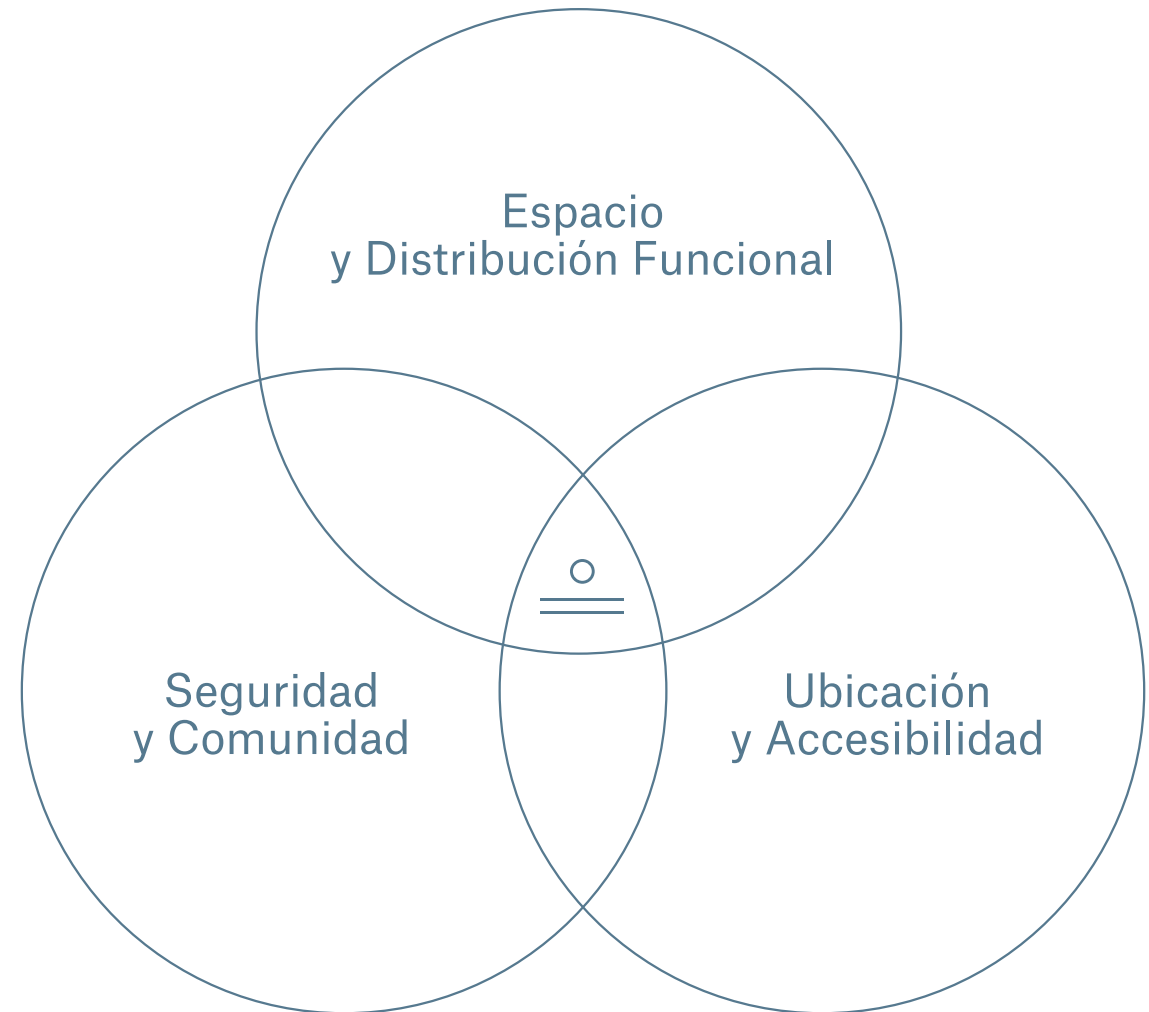 Espacio
y Distribución Funcional
Seguridad
y Comunidad
Ubicación
y Accesibilidad